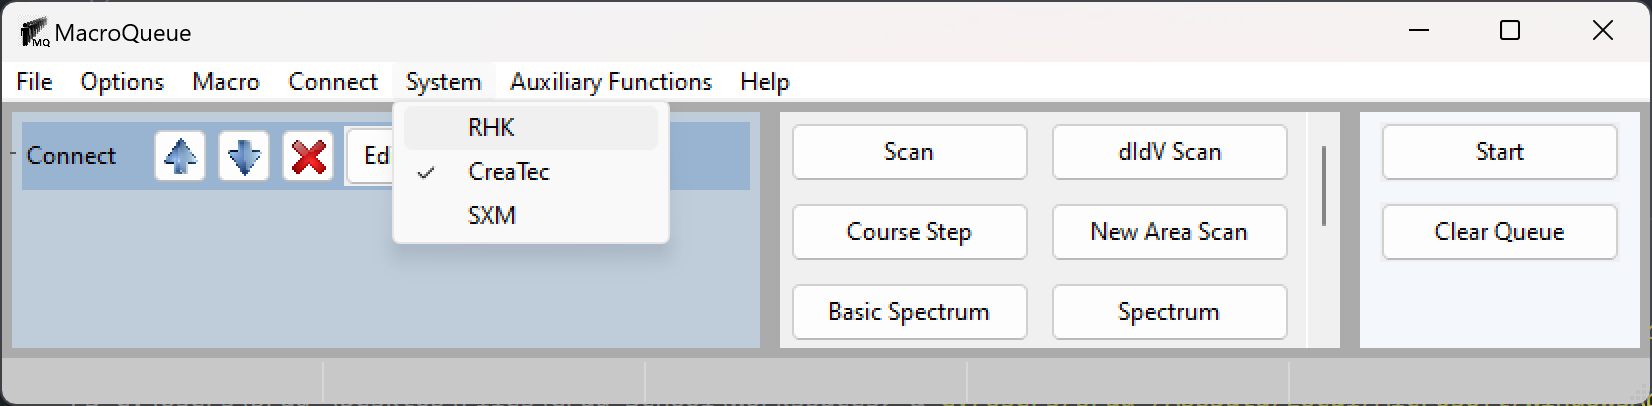 MQ MacroQueue
File Options Macro Connect System Auxiliary Functions Help
RHK
CreaTec
SXM
Connect
Scan dIdV Scan
Course Step New Area Scan
Basic Spectrum Spectrum
Start
Clear Queue